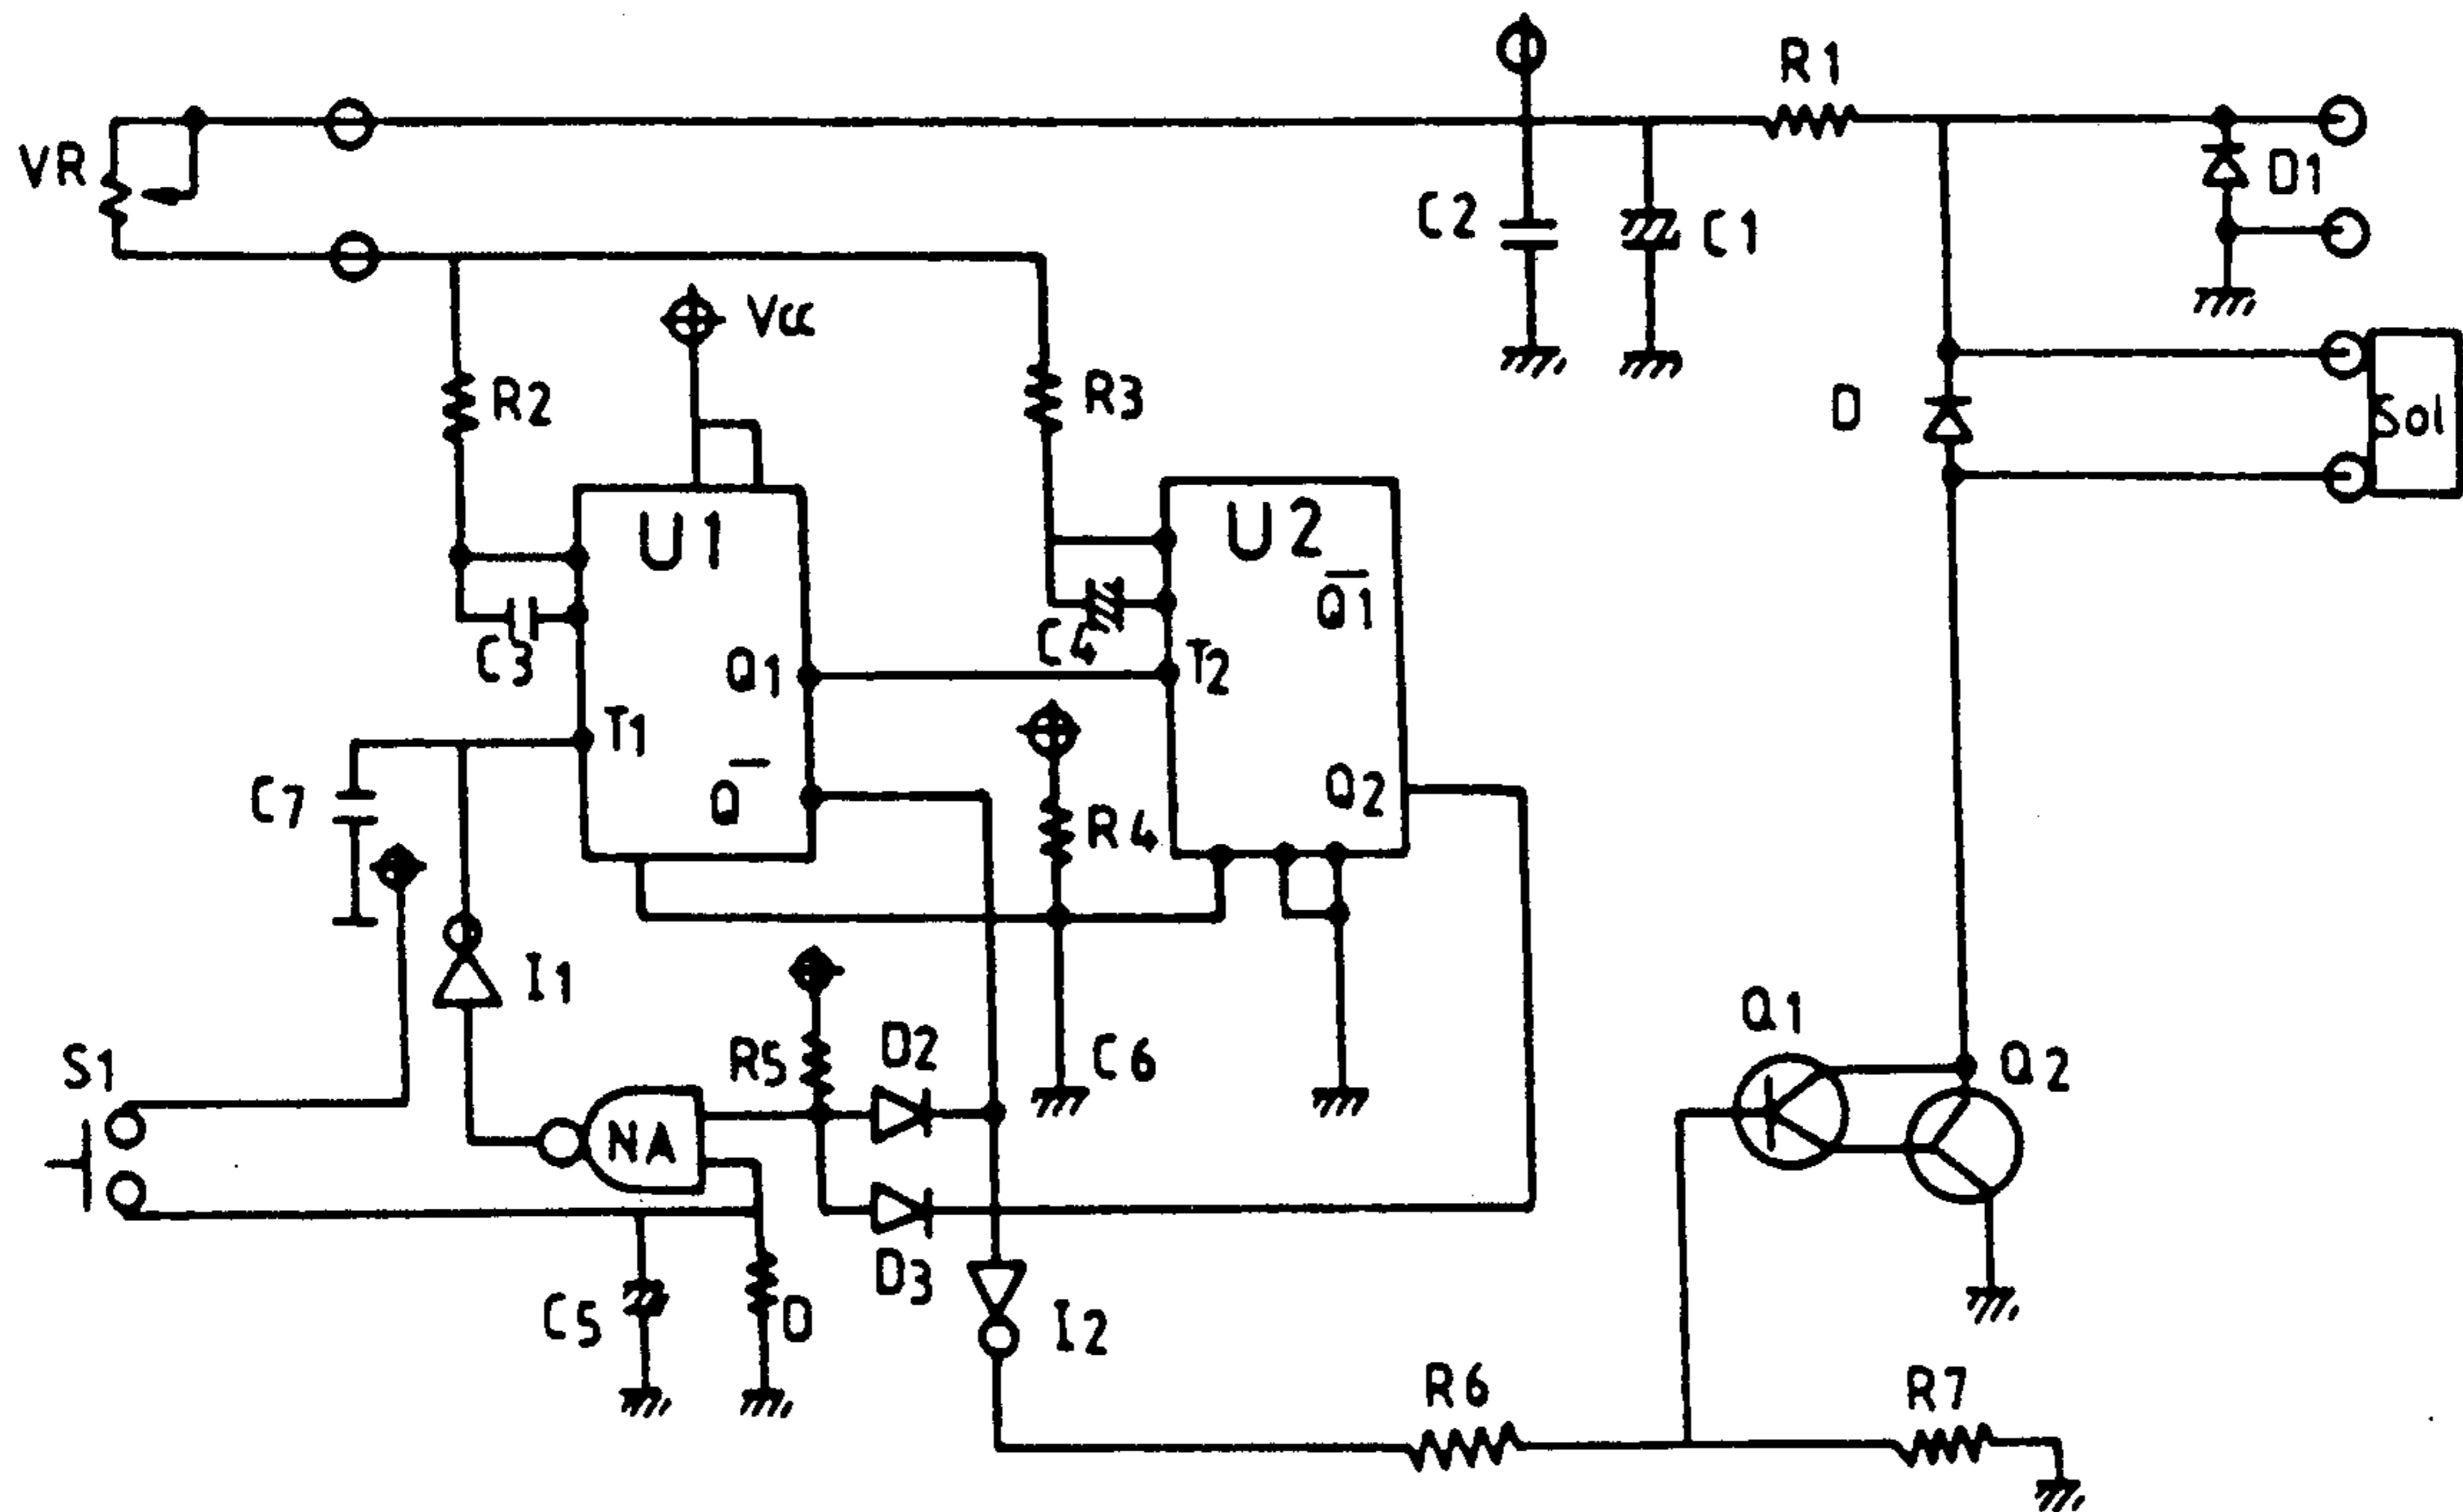 R1
VR
D1
C2
C1
Vcc
R2
R3
D
Sol
U1
U2
Q1
C3
C4
Q1
T2
T1
Q
C7
R4
Q2
I1
Q1
S1
R5
D2
C6
Q2
NA
D3
C5
D
I2
R6
R7